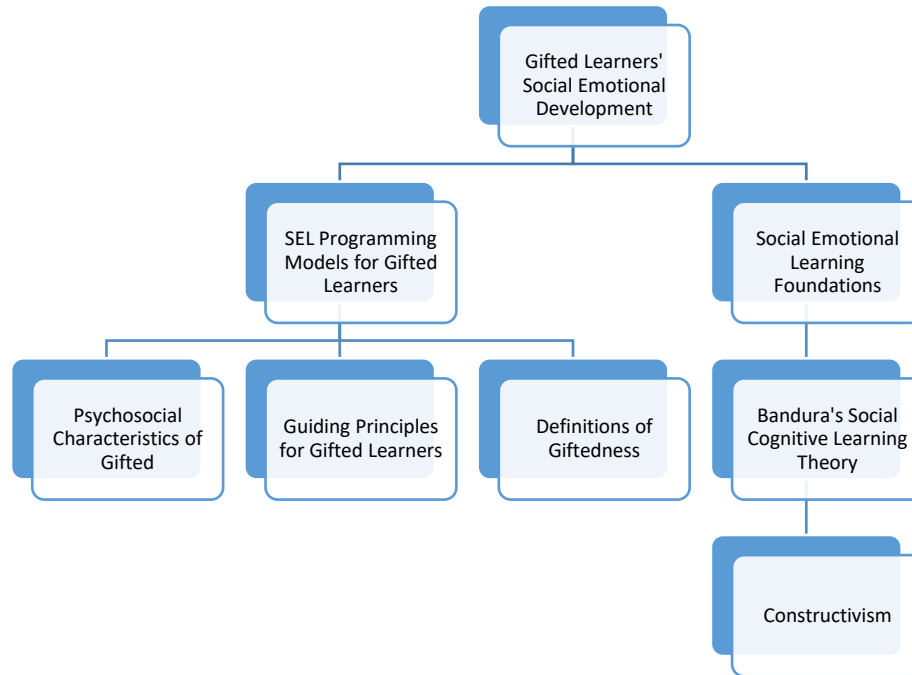 Gifted Learners'
Social Emotional
Development
SEL Programming
Models for Gifted
Learners
Social Emotional
Learning
Foundations
Psychosocial
Characteristics of
Gifted
Guiding Principles
for Gifted Learners
Definitions of
Giftedness
Bandura's Social
Cognitive Learning
Theory
Constructivism